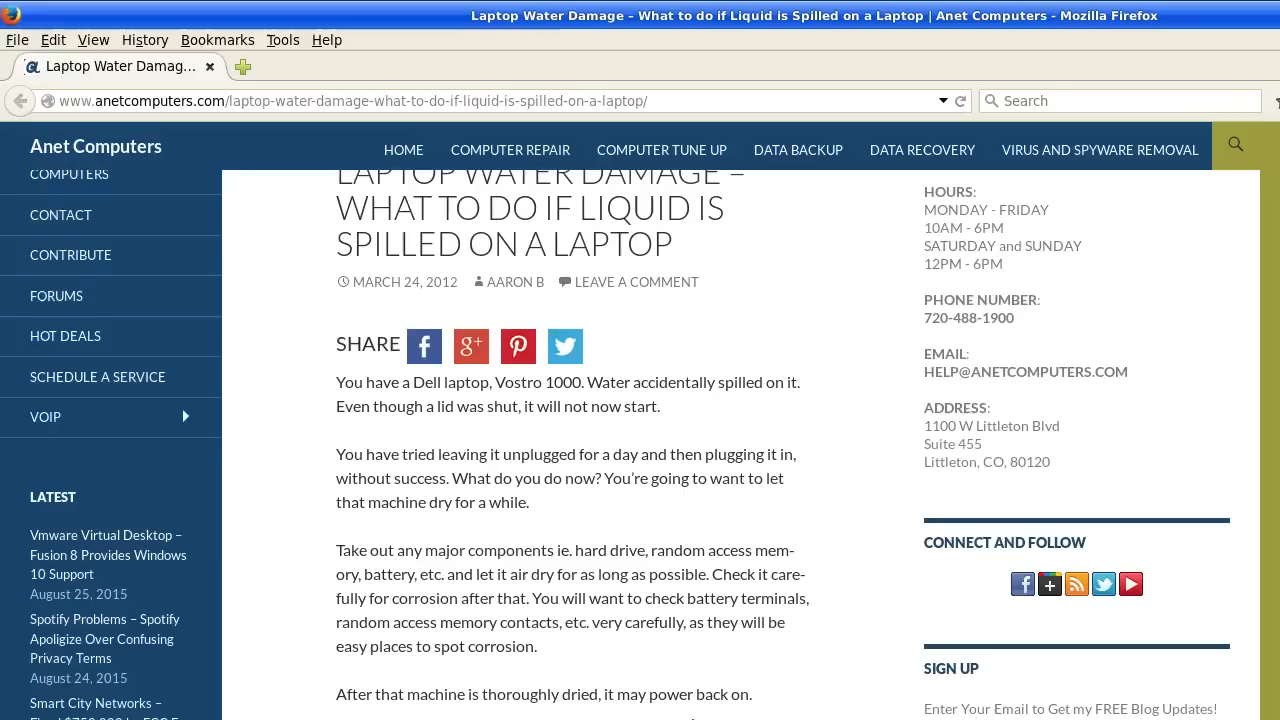 Laptop Water Damage – What to do if Liquid is Spilled on a Laptop | Anet Computers - Mozilla Firefox
File Edit View History Bookmarks Tools Help
Laptop Water Damag...
www.anetcomputers.com/laptop-water-damage-what-to-do-if-liquid-is-spilled-on-a-laptop/
Search
Anet Computers
HOME COMPUTER REPAIR COMPUTER TUNE UP DATA BACKUP DATA RECOVERY VIRUS AND SPYWARE REMOVAL
COMPUTERS
CONTACT
CONTRIBUTE
FORUMS
HOT DEALS
SCHEDULE A SERVICE
VOIP
LATEST
Vmware Virtual Desktop –
Fusion 8 Provides Windows
10 Support
August 25, 2015
Spotify Problems – Spotify
Apoligize Over Confusing
Privacy Terms
August 24, 2015
Smart City Networks –
LAPTOP WATER DAMAGE –
WHAT TO DO IF LIQUID IS
SPILLED ON A LAPTOP
MARCH 24, 2012 AARON B LEAVE A COMMENT
SHARE
You have a Dell laptop, Vostro 1000. Water accidentally spilled on it.
Even though a lid was shut, it will not now start.
You have tried leaving it unplugged for a day and then plugging it in,
without success. What do you do now? You’re going to want to let
that machine dry for a while.
Take out any major components ie. hard drive, random access mem-
ory, battery, etc. and let it air dry for as long as possible. Check it care-
fully for corrosion after that. You will want to check battery terminals,
random access memory contacts, etc. very carefully, as they will be
easy places to spot corrosion.
After that machine is thoroughly dried, it may power back on.
HOURS:
MONDAY - FRIDAY
10AM - 6PM
SATURDAY and SUNDAY
12PM - 6PM
PHONE NUMBER:
720-488-1900
EMAIL:
HELP@ANETCOMPUTERS.COM
ADDRESS:
1100 W Littleton Blvd
Suite 455
Littleton, CO, 80120
CONNECT AND FOLLOW
SIGN UP
Enter Your Email to Get my FREE Blog Updates!